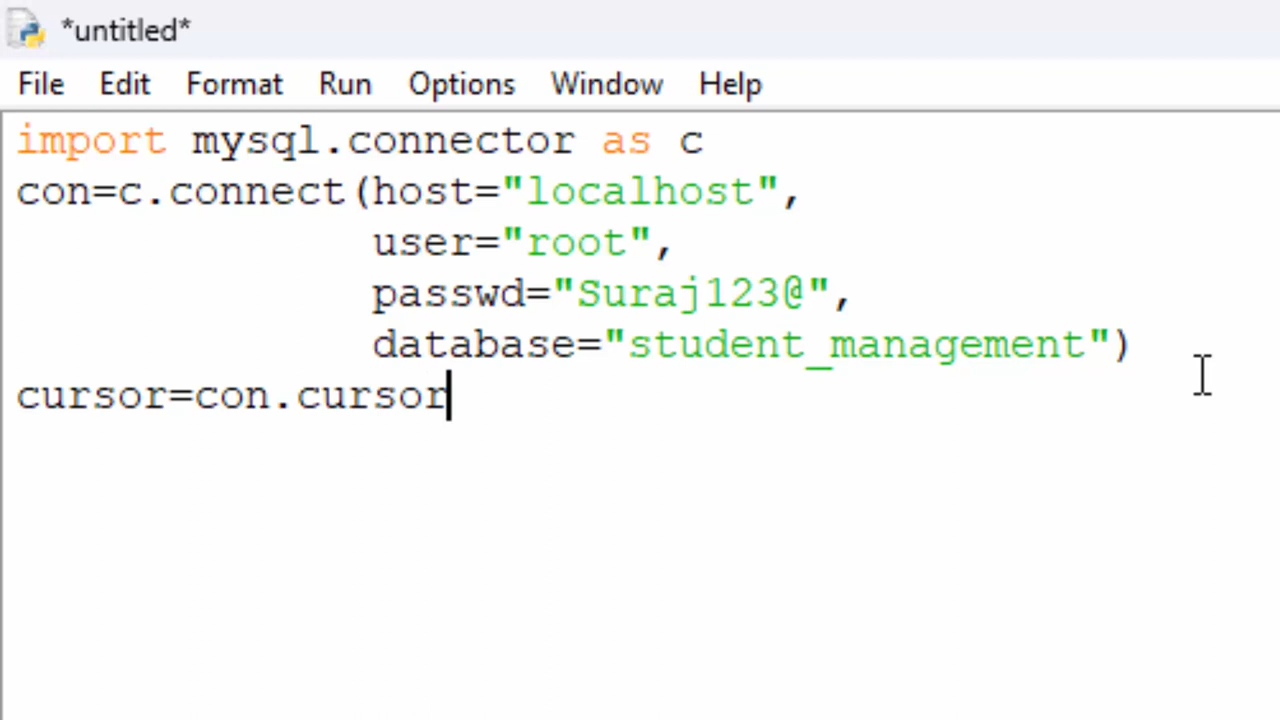 *untitled*
File Edit Format Run Options Window Help
import mysql.connector as c
con=c.connect(host="localhost",
user="root",
passwd="Suraj123@",
database="student_management")
cursor=con.cursor